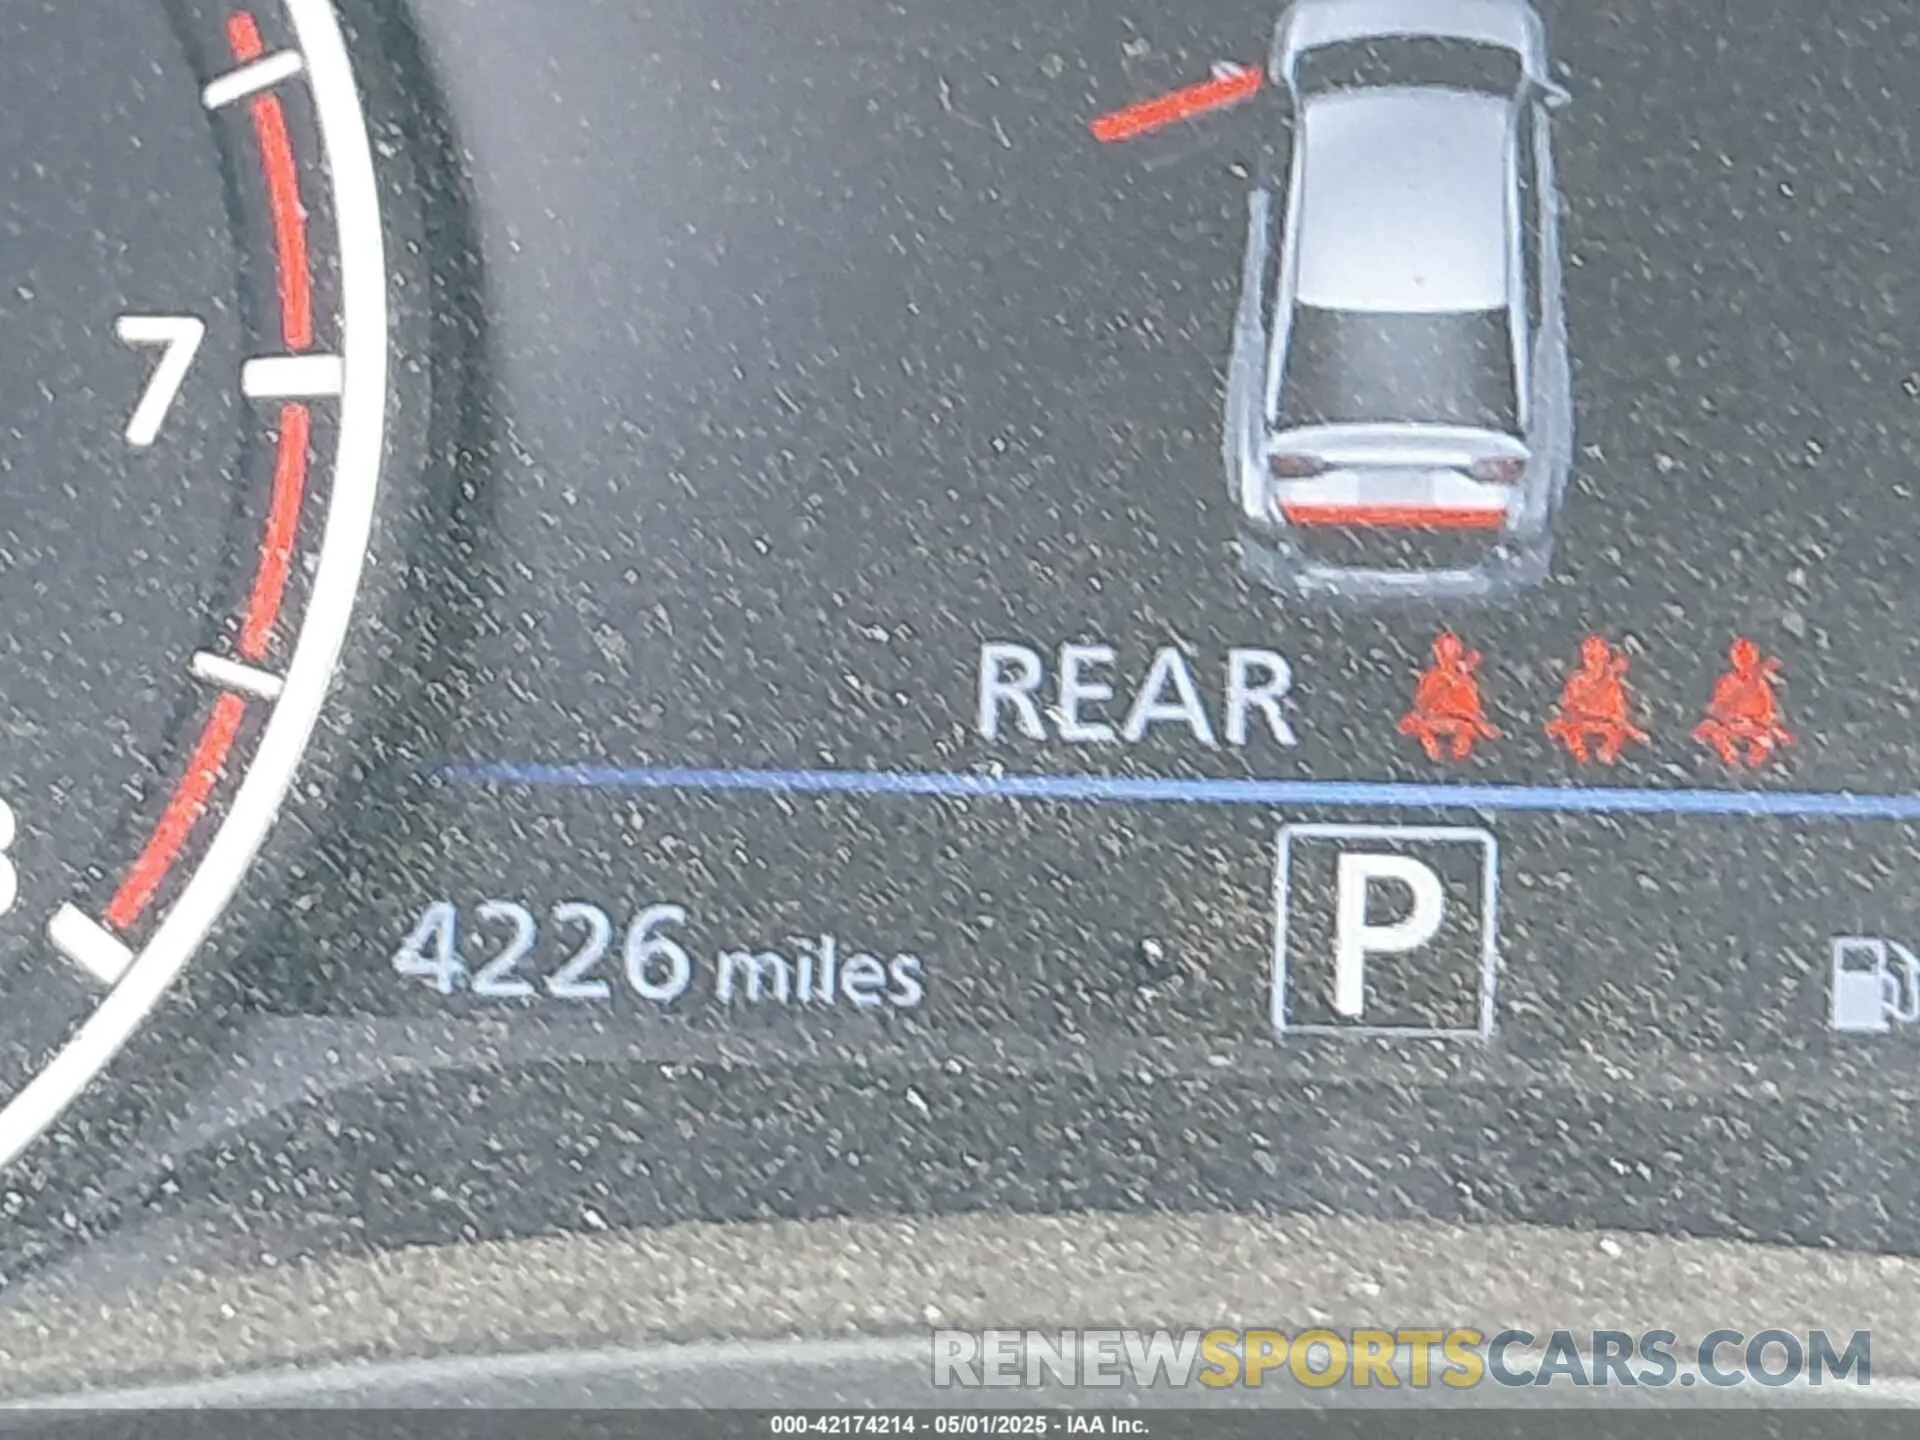 7
REAR
P
4226 miles
RENEWSPORTSCARS.COM
000-42174214 - 05/01/2025 - IAA Inc.